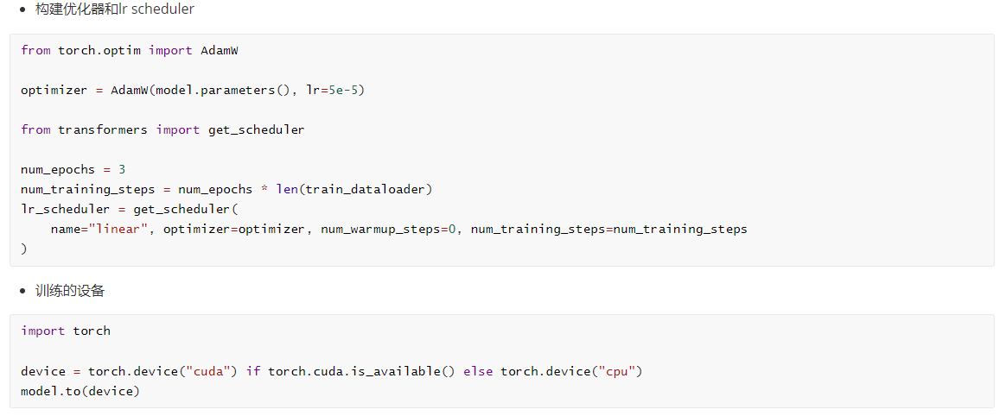 构建优化器和lr scheduler
from torch.optim import AdamW
optimizer = AdamW(model.parameters(), lr=5e-5)
from transformers import get_scheduler
num_epochs = 3
num_training_steps = num_epochs * len(train_dataloader)
lr_scheduler = get_scheduler(
    name="linear", optimizer=optimizer, num_warmup_steps=0, num_training_steps=num_training_steps
)
训练的设备
import torch
device = torch.device("cuda") if torch.cuda.is_available() else torch.device("cpu")
model.to(device)